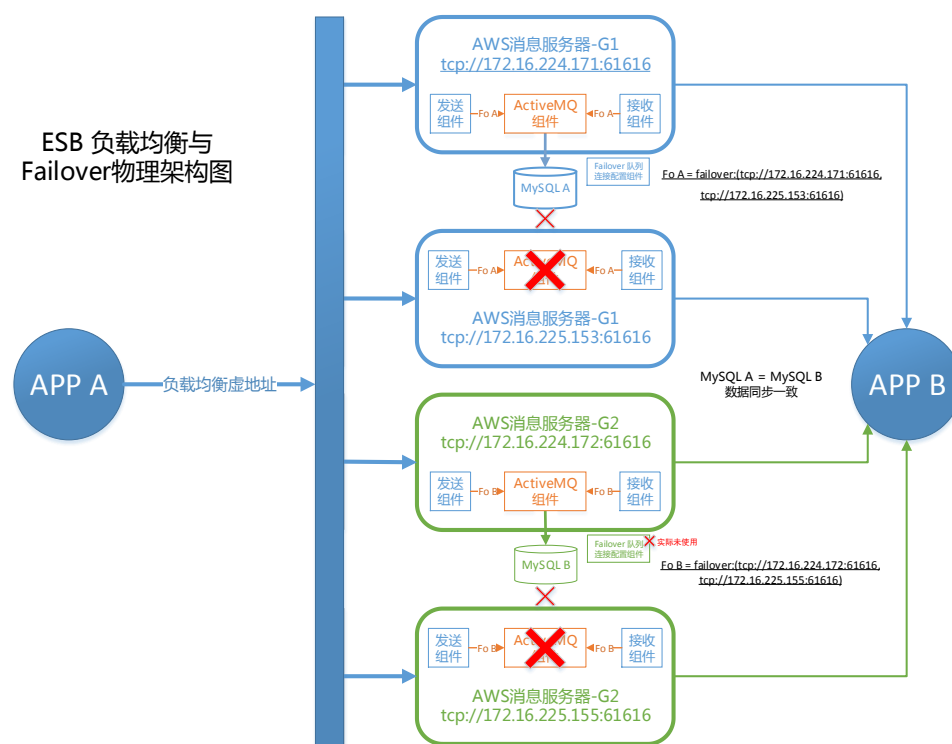 ESB 负载均衡与
Failover物理架构图
APP A
负载均衡虚地址
AWS消息服务器-G1
tcp://172.16.224.171:61616
发送
组件
Fo A
ActiveMQ
组件
Fo A
接收
组件
MySQL A
Failover 队列
连接配置组件
Fo A = failover:(tcp://172.16.224.171:61616,
tcp://172.16.225.153:61616)
发送
组件
Fo A
ActiveMQ
组件
Fo A
接收
组件
AWS消息服务器-G1
tcp://172.16.225.153:61616
MySQL A = MySQL B
数据同步一致
APP B
AWS消息服务器-G2
tcp://172.16.224.172:61616
发送
组件
Fo B
ActiveMQ
组件
Fo B
接收
组件
MySQL B
Failover 队列
连接配置组件
实际未使用
Fo B = failover:(tcp://172.16.224.172:61616,
tcp://172.16.225.155:61616)
发送
组件
Fo B
ActiveMQ
组件
Fo B
接收
组件
AWS消息服务器-G2
tcp://172.16.225.155:61616